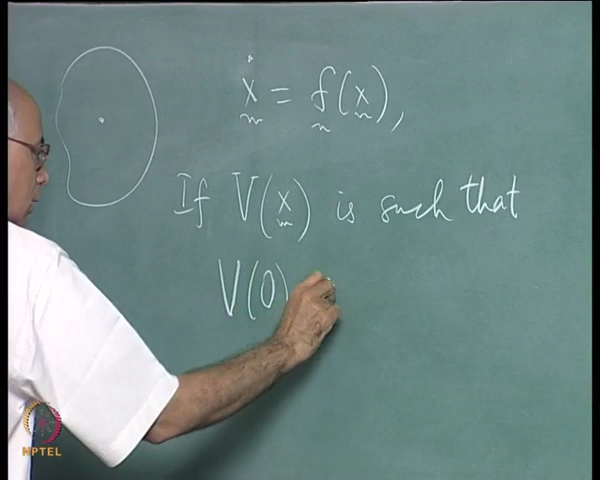 ẋ = f(x),
If V(x) is such that
V(0)
NPTEL